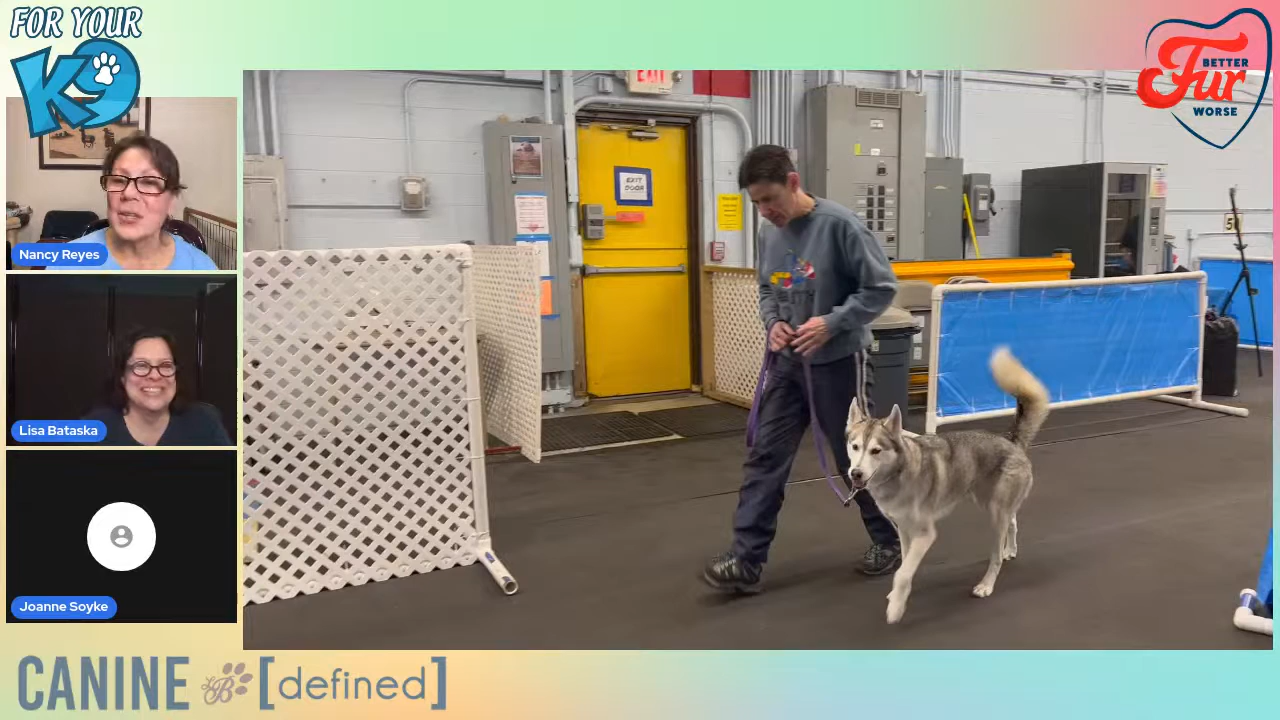 FOR YOUR
K9
BETTER
Fur
WORSE
Nancy Reyes
Lisa Bataska
Joanne Soyke
EXIT
EXIT
DOOR
CANINE B [defined]